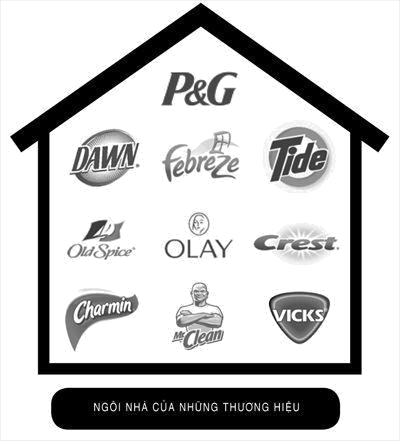 P&G
DAWN
Febreze
Tide
Old Spice
OLAY
Crest
Charmin
Mr. Clean
VICKS
NGÔI NHÀ CỦA NHỮNG THƯƠNG HIỆU